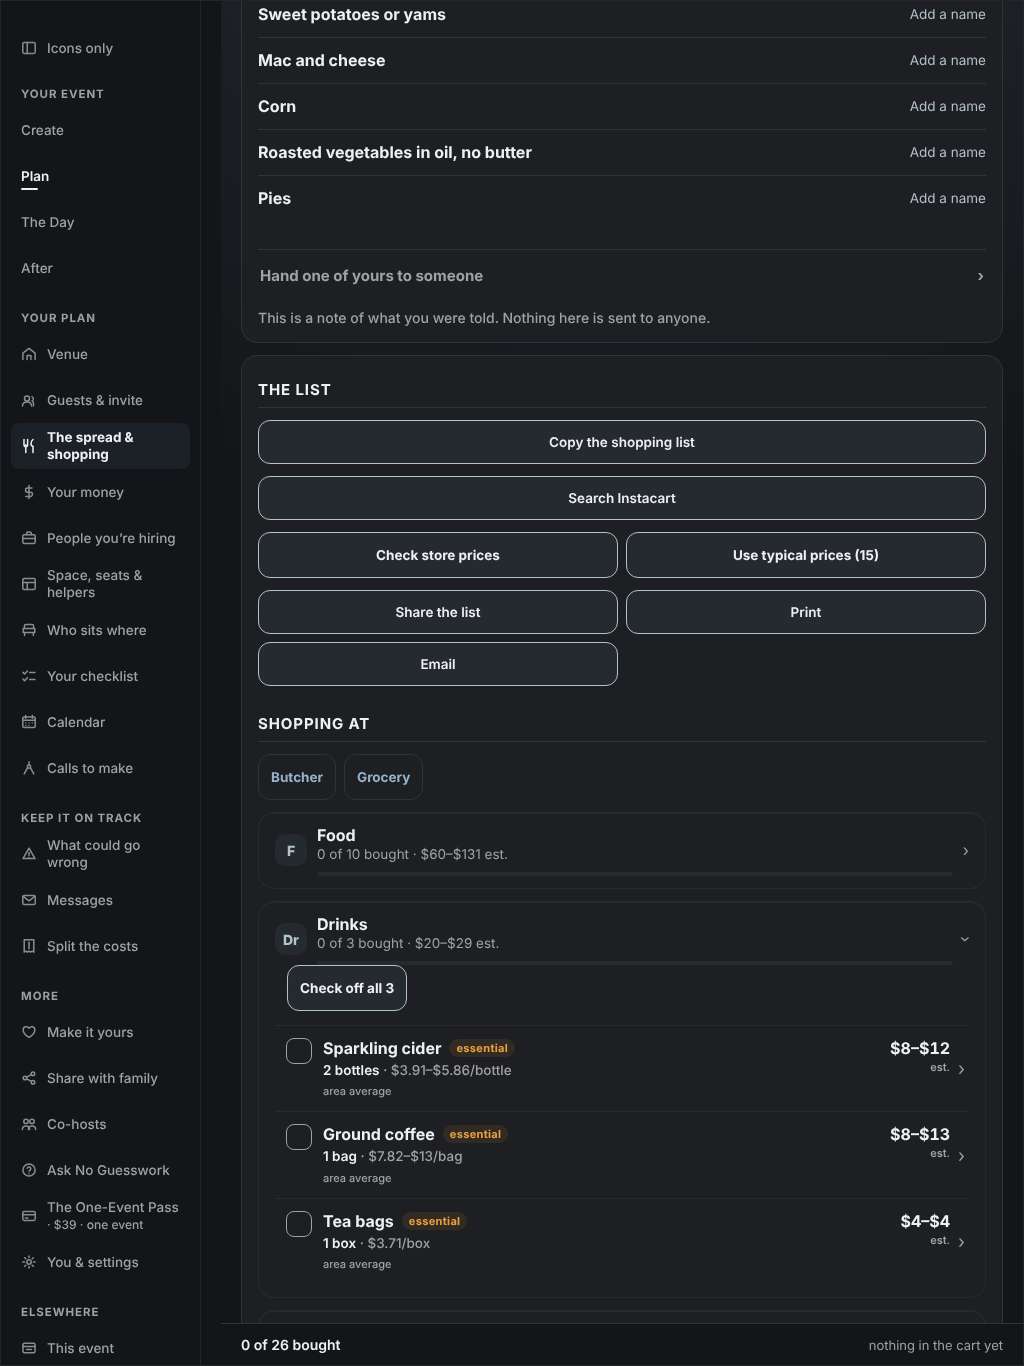 Icons only
YOUR EVENT
Create
Plan
The Day
After
YOUR PLAN
Venue
Guests & invite
The spread &
shopping
Your money
People you're hiring
Space, seats &
helpers
Who sits where
Your checklist
Calendar
Calls to make
KEEP IT ON TRACK
What could go
wrong
Messages
Split the costs
MORE
Make it yours
Share with family
Co-hosts
Ask No Guesswork
The One-Event Pass
· $39 · one event
You & settings
ELSEWHERE
This event
Sweet potatoes or yams Add a name
Mac and cheese Add a name
Corn Add a name
Roasted vegetables in oil, no butter Add a name
Pies Add a name
Hand one of yours to someone ›
This is a note of what you were told. Nothing here is sent to anyone.
THE LIST
Copy the shopping list
Search Instacart
Check store prices Use typical prices (15)
Share the list Print
Email
SHOPPING AT
Butcher Grocery
F Food
0 of 10 bought · $60–$131 est.
Dr Drinks
0 of 3 bought · $20–$29 est.
Check off all 3
Sparkling cider essential $8–$12
2 bottles · $3.91–$5.86/bottle est.
area average
Ground coffee essential $8–$13
1 bag · $7.82–$13/bag est.
area average
Tea bags essential $4–$4
1 box · $3.71/box est.
area average
0 of 26 bought nothing in the cart yet